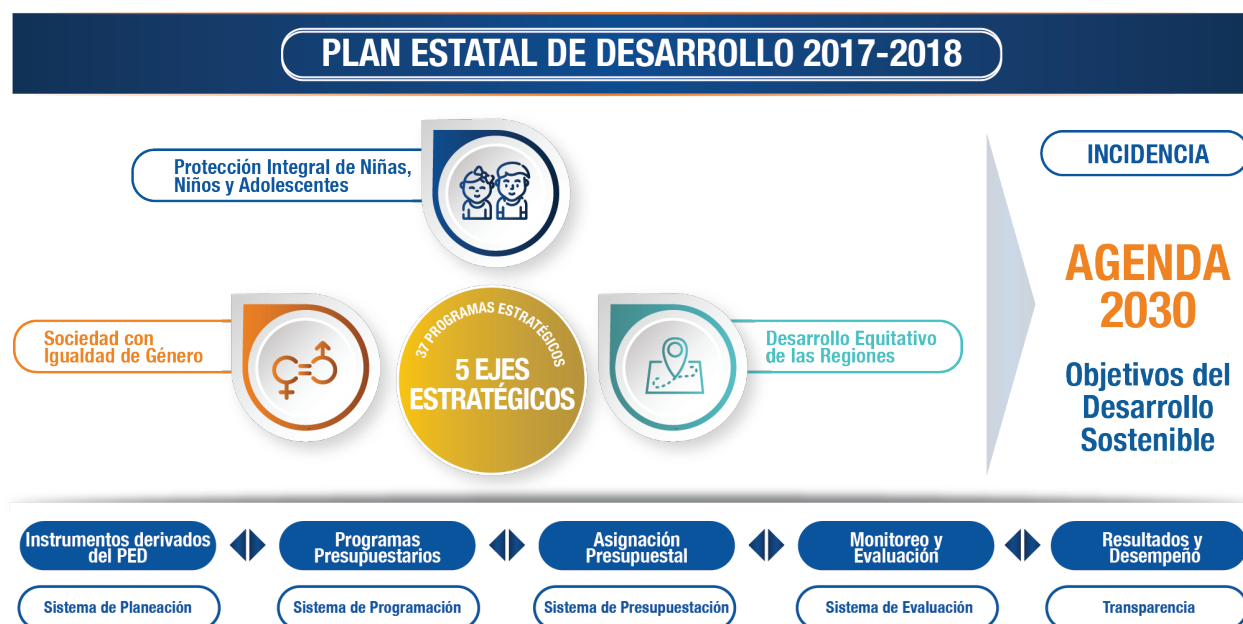 PLAN ESTATAL DE DESARROLLO 2017-2018
Protección Integral de Niñas,
Niños y Adolescentes
INCIDENCIA
AGENDA
2030
Objetivos del
Desarrollo
Sostenible
Sociedad con
Igualdad de Género
37 PROGRAMAS ESTRATÉGICOS
5 EJES
ESTRATÉGICOS
Desarrollo Equitativo
de las Regiones
Instrumentos derivados
del PED
Programas
Presupuestarios
Asignación
Presupuestal
Monitoreo y
Evaluación
Resultados y
Desempeño
Sistema de Planeación
Sistema de Programación
Sistema de Presupuestación
Sistema de Evaluación
Transparencia